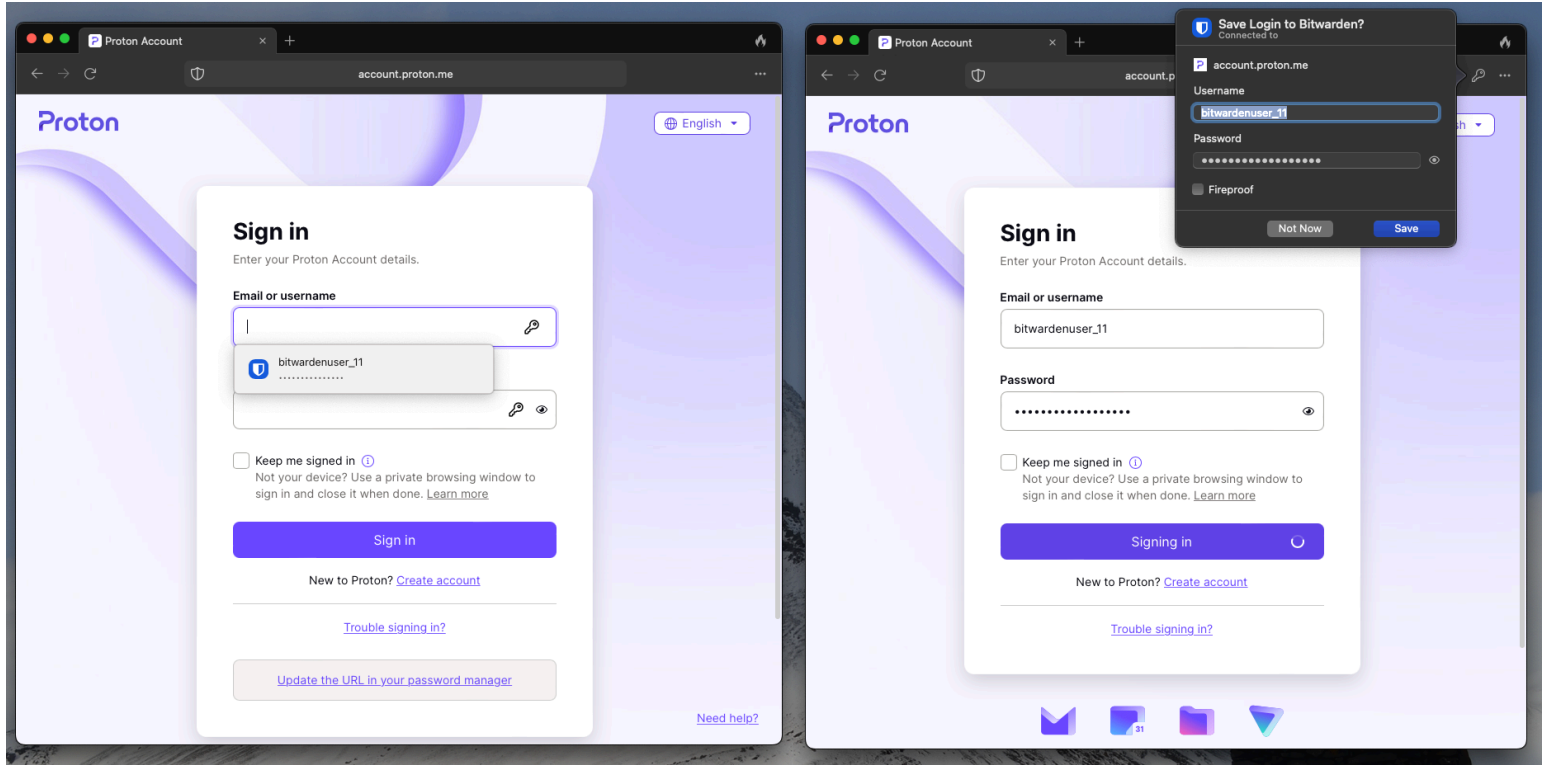 Proton Account
account.proton.me
Proton
English
Sign in
Enter your Proton Account details.
Email or username
bitwardenuser_11
Keep me signed in
Not your device? Use a private browsing window to
sign in and close it when done. Learn more
Sign in
New to Proton? Create account
Trouble signing in?
Update the URL in your password manager
Need help?
Proton Account
account.p
Proton
sh
Save Login to Bitwarden?
Connected to
account.proton.me
Username
bitwardenuser_11
Password
Fireproof
Not Now
Save
Sign in
Enter your Proton Account details.
Email or username
bitwardenuser_11
Password
Keep me signed in
Not your device? Use a private browsing window to
sign in and close it when done. Learn more
Signing in
New to Proton? Create account
Trouble signing in?
31